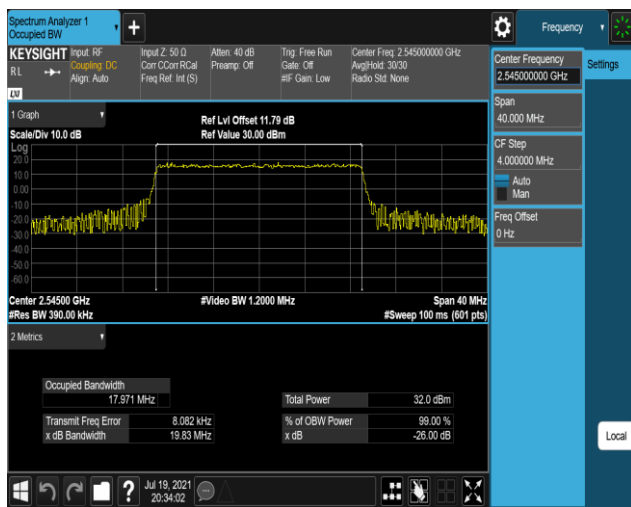 Spectrum Analyzer 1
Occupied BW
Frequency
KEYSIGHT
RL
LXI
Input: RF
Coupling: DC
Align: Auto
Input Z: 50 Ω
Corr CCorr RCal
Freq Ref: Int (S)
Atten: 40 dB
Preamp: Off
Trig: Free Run
Gate: Off
#IF Gain: Low
Center Freq: 2.545000000 GHz
Avg|Hold: 30/30
Radio Std: None
1 Graph
Scale/Div 10.0 dB
Ref Lvl Offset 11.79 dB
Ref Value 30.00 dBm
Log
20.0
10.0
0.00
-10.0
-20.0
-30.0
-40.0
-50.0
-60.0
Center 2.54500 GHz
#Res BW 390.00 kHz
#Video BW 1.2000 MHz
Span 40 MHz
#Sweep 100 ms (601 pts)
2 Metrics
Occupied Bandwidth
17.971 MHz
Total Power 32.0 dBm
Transmit Freq Error 8.082 kHz
% of OBW Power 99.00 %
x dB Bandwidth 19.83 MHz
x dB -26.00 dB
?
Jul 19, 2021
20:34:02
Center Frequency
2.545000000 GHz
Span
40.000 MHz
CF Step
4.000000 MHz
Auto
Man
Freq Offset
0 Hz
Settings
Local